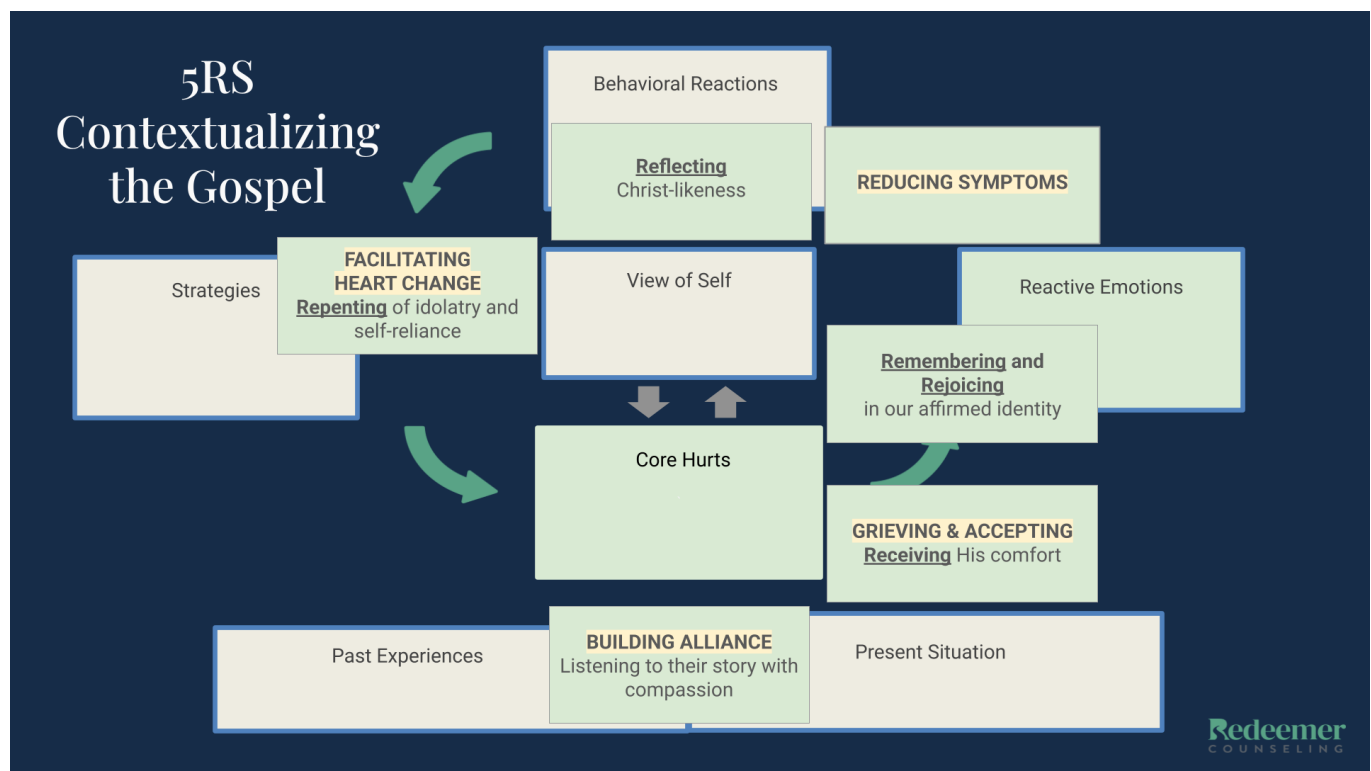 5RS
Contextualizing
the Gospel
Behavioral Reactions
Reflecting
Christ-likeness
REDUCING SYMPTOMS
Strategies
FACILITATING
HEART CHANGE
Repenting of idolatry and
self-reliance
View of Self
Reactive Emotions
Remembering and
Rejoicing
in our affirmed identity
Core Hurts
GRIEVING & ACCEPTING
Receiving His comfort
Past Experiences
BUILDING ALLIANCE
Listening to their story with
compassion
Present Situation
Redeemer
COUNSELING